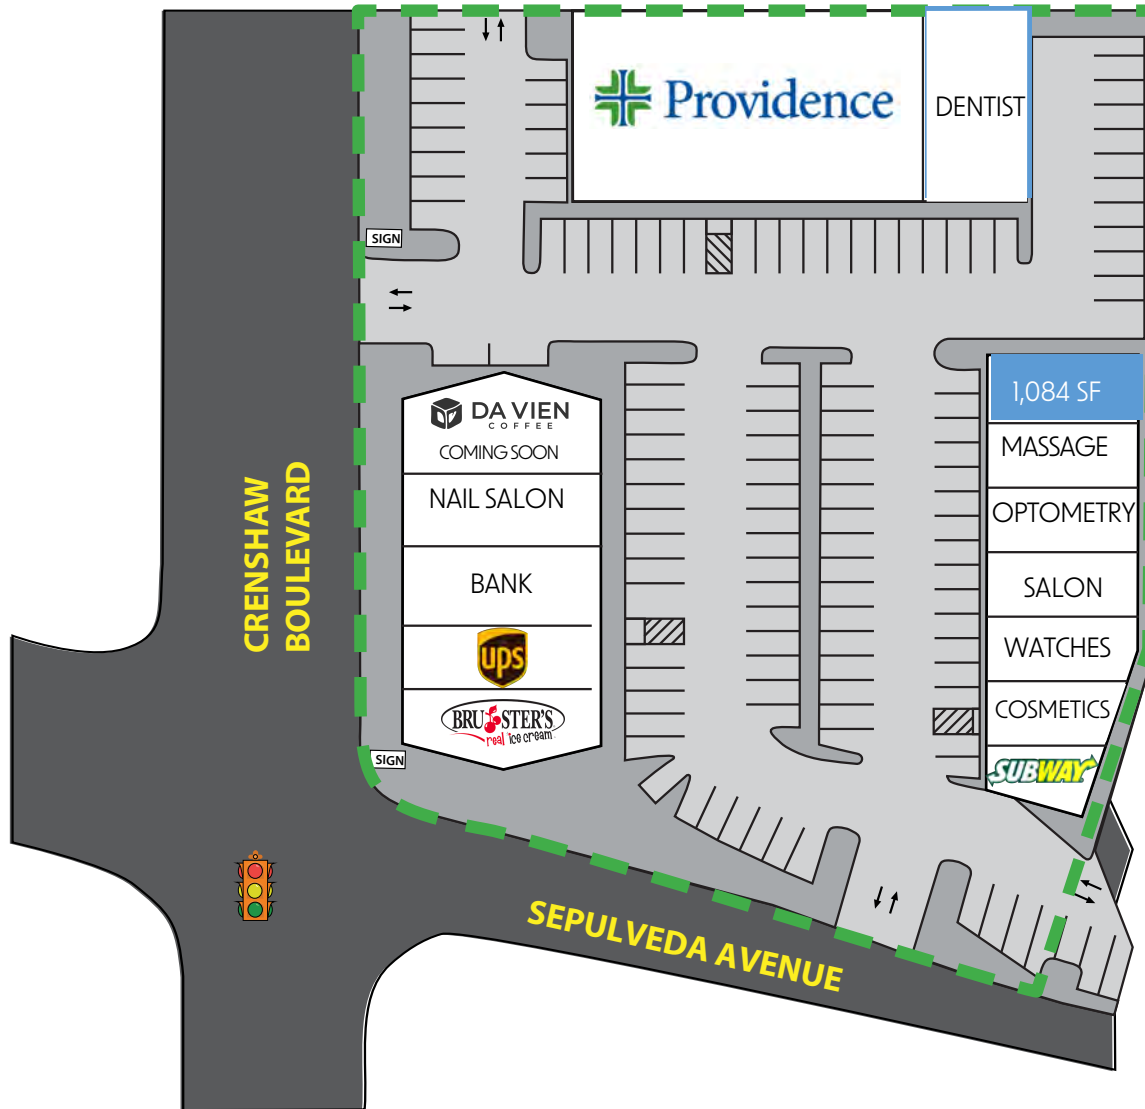 Providence
DENTIST
SIGN
DA VIEN
COFFEE
COMING SOON
NAIL SALON
BANK
ups
BRUSTER'S
real ice cream
SIGN
1,084 SF
MASSAGE
OPTOMETRY
SALON
WATCHES
COSMETICS
SUBWAY
CRENSHAW
BOULEVARD
SEPULVEDA AVENUE